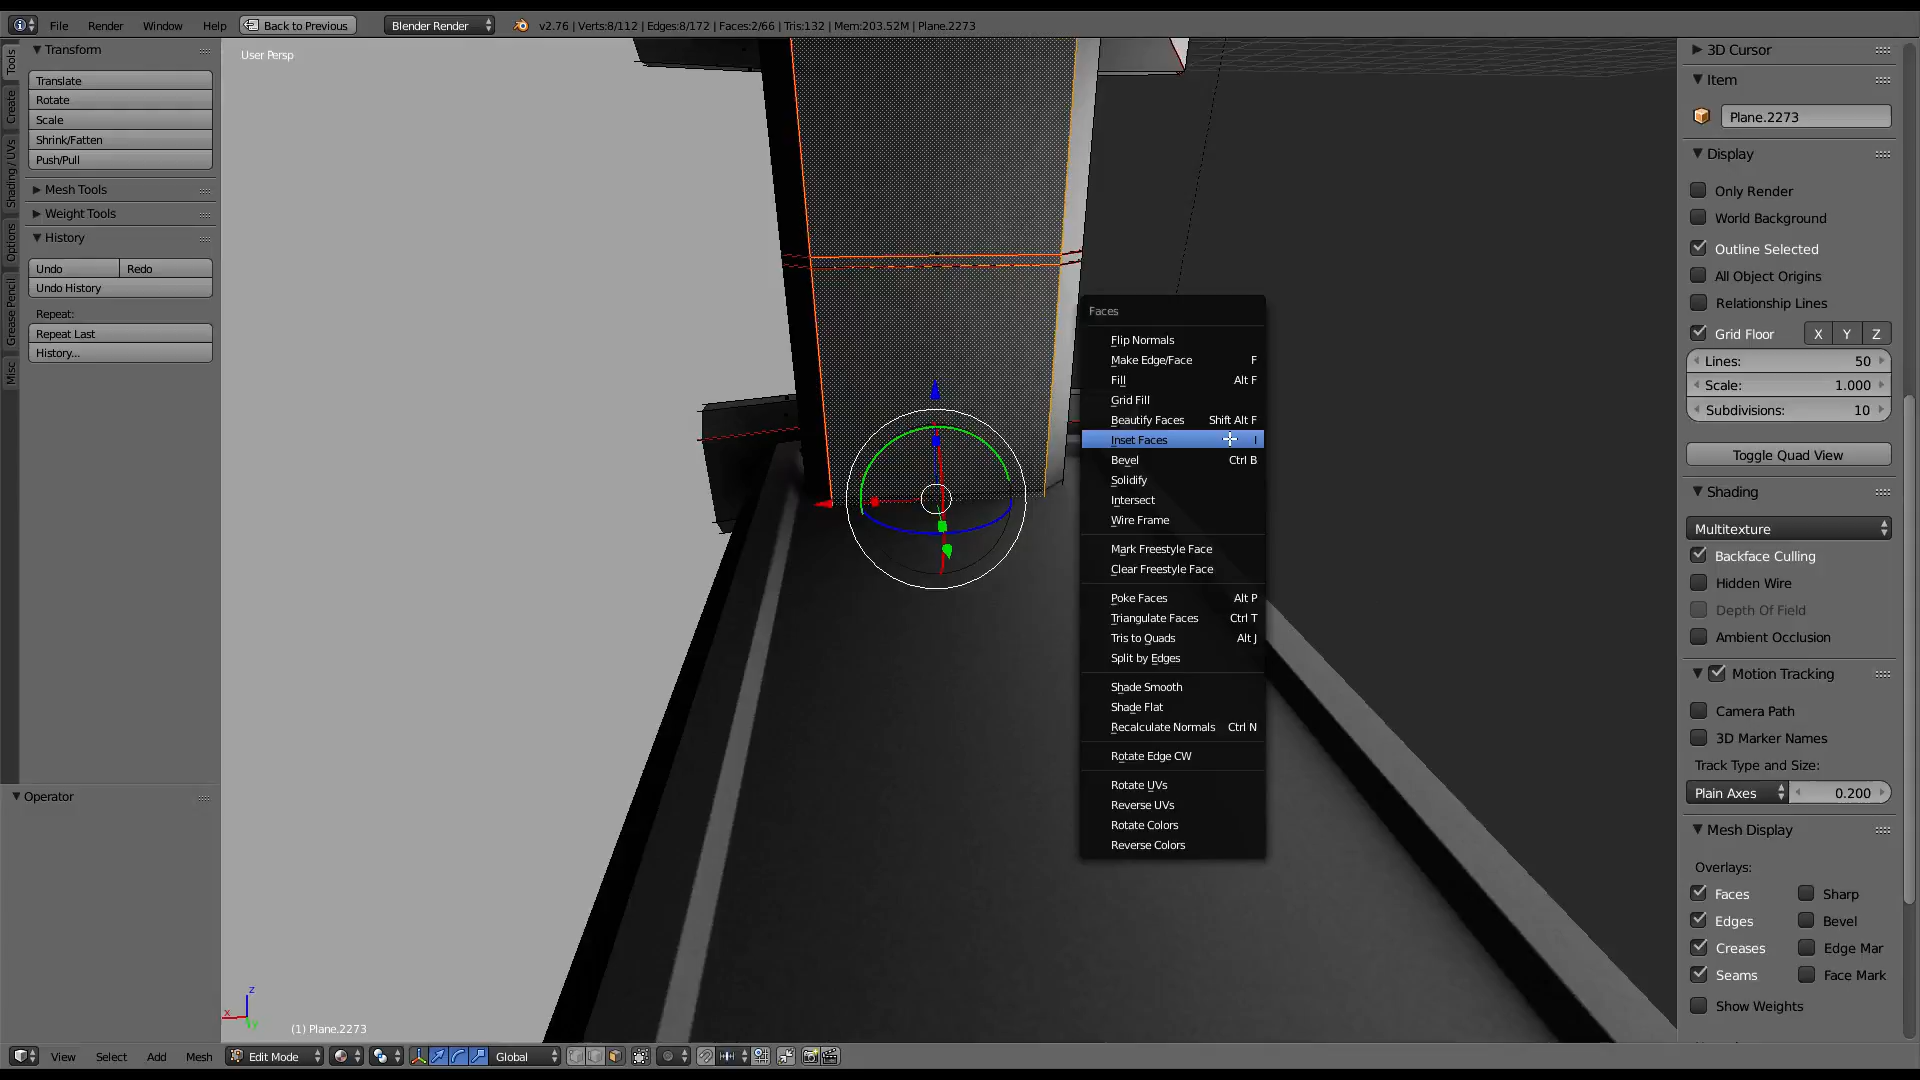 File Render Window Help Back to Previous Blender Render v2.76 | Verts:8/112 | Edges:8/172 | Faces:2/66 | Tris:132 | Mem:203.52M | Plane.2273
Tools
Create
Shading / UVs
Options
Grease Pencil
Misc
Transform
Translate
Rotate
Scale
Shrink/Fatten
Push/Pull
Mesh Tools
Weight Tools
History
Undo Redo
Undo History
Repeat:
Repeat Last
History...
Operator
User Persp
Faces
Flip Normals
Make Edge/Face F
Fill Alt F
Grid Fill
Beautify Faces Shift Alt F
Inset Faces I
Bevel Ctrl B
Solidify
Intersect
Wire Frame
Mark Freestyle Face
Clear Freestyle Face
Poke Faces Alt P
Triangulate Faces Ctrl T
Tris to Quads Alt J
Split by Edges
Shade Smooth
Shade Flat
Recalculate Normals Ctrl N
Rotate Edge CW
Rotate UVs
Reverse UVs
Rotate Colors
Reverse Colors
z
x
y
(1) Plane.2273
3D Cursor
Item
Plane.2273
Display
Only Render
World Background
Outline Selected
All Object Origins
Relationship Lines
Grid Floor X Y Z
Lines: 50
Scale: 1.000
Subdivisions: 10
Toggle Quad View
Shading
Multitexture
Backface Culling
Hidden Wire
Depth Of Field
Ambient Occlusion
Motion Tracking
Camera Path
3D Marker Names
Track Type and Size:
Plain Axes 0.200
Mesh Display
Overlays:
Faces Sharp
Edges Bevel
Creases Edge Mar
Seams Face Mark
Show Weights
View Select Add Mesh Edit Mode Global